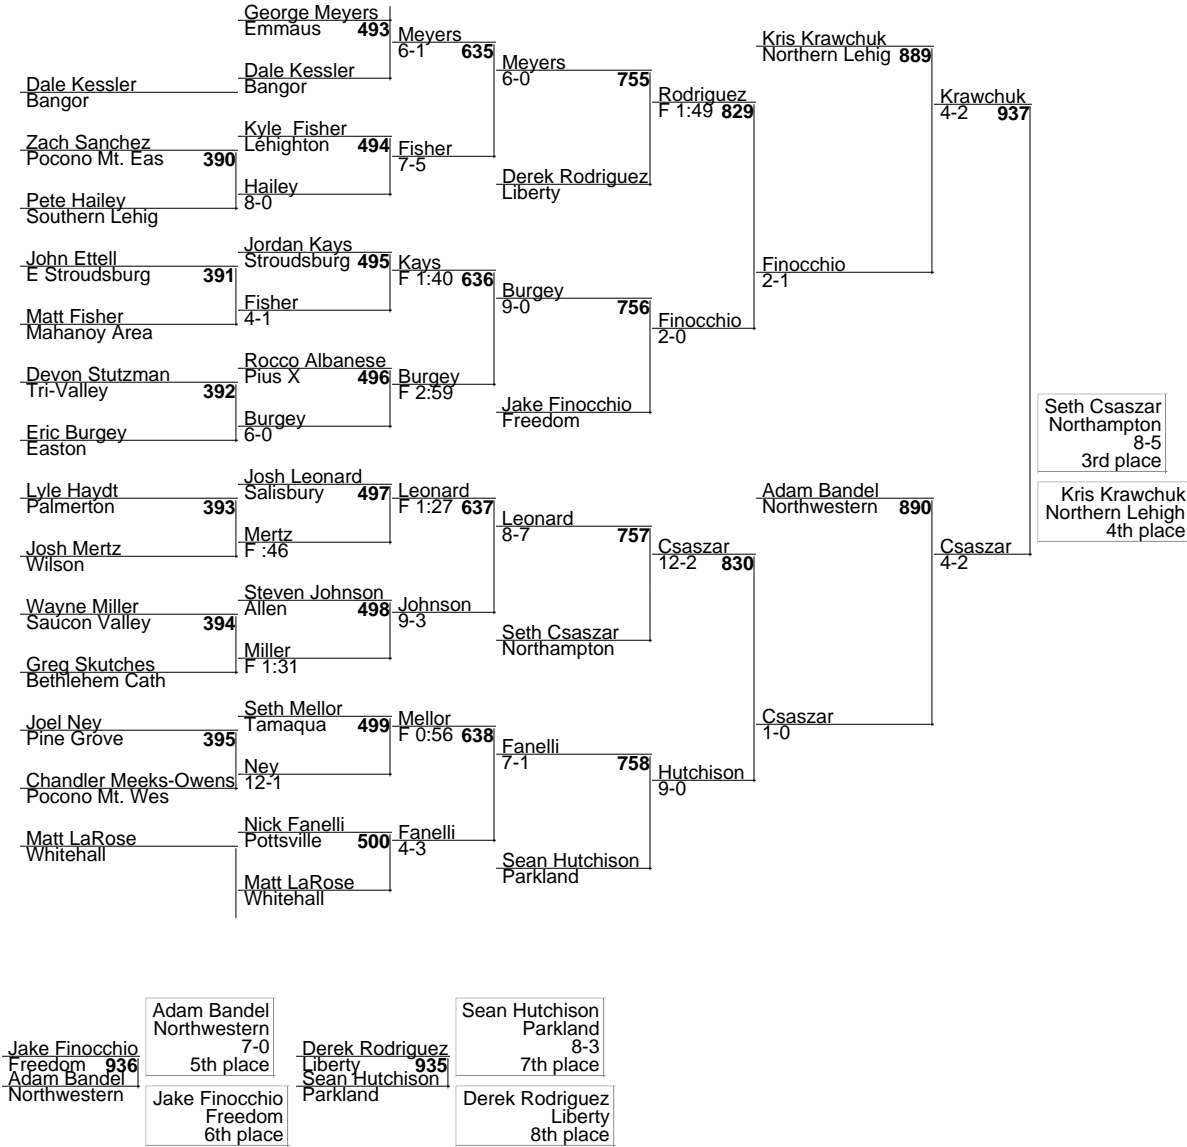 George Meyers
Emmaus 493
Dale Kessler
Bangor
Dale Kessler
Bangor
Zach Sanchez
Pocono Mt. Eas 390
Pete Hailey
Southern Lehig
Kyle Fisher
Lehighton 494
Hailey
8-0
John Ettell
E Stroudsburg 391
Matt Fisher
Mahanoy Area
Jordan Kays
Stroudsburg 495
Fisher
4-1
Devon Stutzman
Tri-Valley 392
Eric Burgey
Easton
Rocco Albanese
Pius X 496
Burgey
6-0
Lyle Haydt
Palmerton 393
Josh Mertz
Wilson
Josh Leonard
Salisbury 497
Mertz
F :46
Wayne Miller
Saucon Valley 394
Greg Skutches
Bethlehem Cath
Steven Johnson
Allen 498
Miller
F 1:31
Joel Ney
Pine Grove 395
Chandler Meeks-Owens
Pocono Mt. Wes
Seth Mellor
Tamaqua 499
Ney
12-1
Matt LaRose
Whitehall
Nick Fanelli
Pottsville 500
Matt LaRose
Whitehall
Meyers
6-1 635
Fisher
7-5
Kays
F 1:40 636
Burgey
F 2:59
Leonard
F 1:27 637
Johnson
9-3
Mellor
F 0:56 638
Fanelli
4-3
Meyers
6-0 755
Derek Rodriguez
Liberty
Burgey
9-0 756
Jake Finocchio
Freedom
Leonard
8-7 757
Seth Csaszar
Northampton
Fanelli
7-1 758
Sean Hutchison
Parkland
Rodriguez
F 1:49 829
Finocchio
2-0
Csaszar
12-2 830
Hutchison
9-0
Kris Krawchuk
Northern Lehig 889
Finocchio
2-1
Adam Bandel
Northwestern 890
Csaszar
1-0
Krawchuk
4-2 937
Csaszar
4-2
Seth Csaszar
Northampton
8-5
3rd place
Kris Krawchuk
Northern Lehigh
4th place
Jake Finocchio
Freedom 936
Adam Bandel
Northwestern
Adam Bandel
Northwestern
7-0
5th place
Jake Finocchio
Freedom
6th place
Derek Rodriguez
Liberty 935
Sean Hutchison
Parkland
Sean Hutchison
Parkland
8-3
7th place
Derek Rodriguez
Liberty
8th place